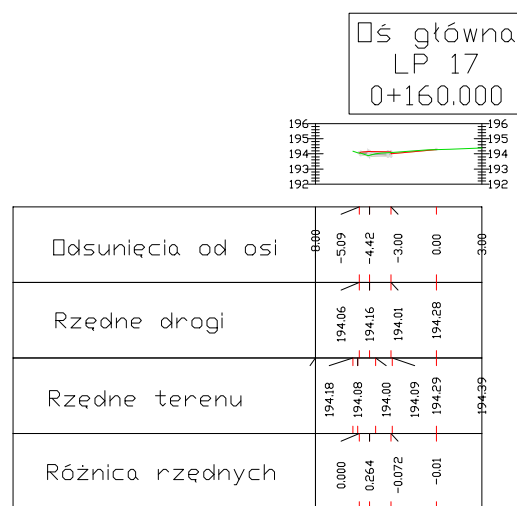 ś główna
LP 17
0+160.000
196 196
195 195
194 194
193 193
192 192
dsunięcia od osi 8.00 -5.09 -4.42 -3.00 0.00 3.00
Rzędne drogi 194.06 194.16 194.01 194.28
Rzędne terenu 194.18 194.08 194.00 194.09 194.29 194.39
Różnica rzędnych 0.000 0.264 -0.072 -0.01